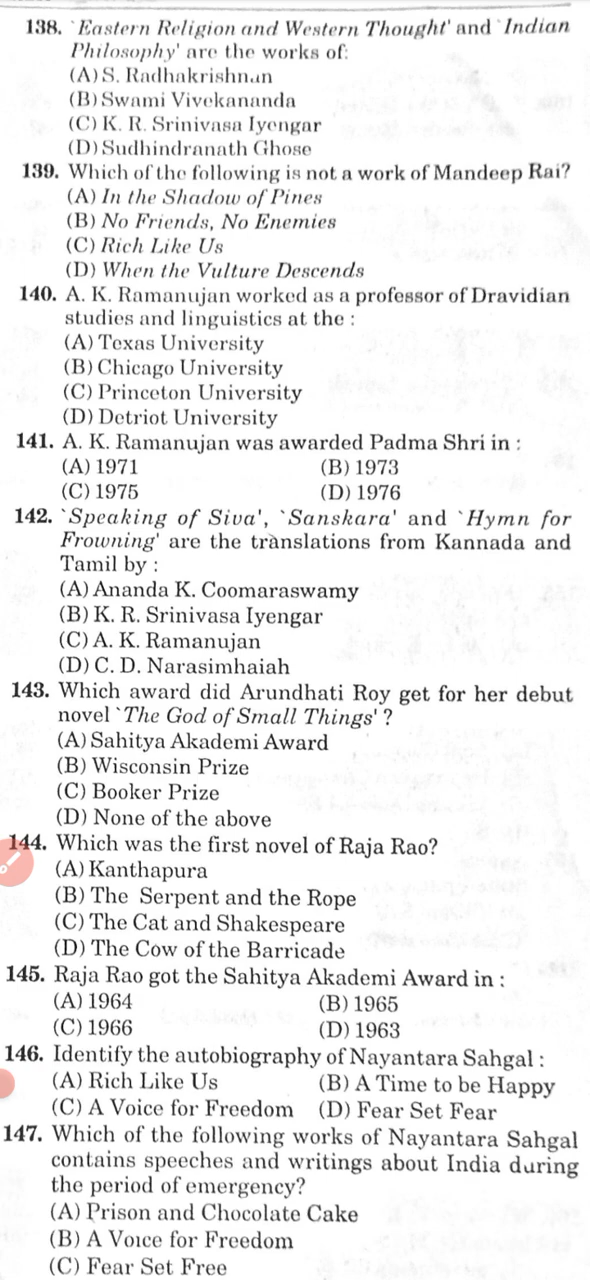 138. `Eastern Religion and Western Thought' and `Indian
Philosophy' are the works of:
(A) S. Radhakrishnan
(B) Swami Vivekananda
(C) K. R. Srinivasa Iyengar
(D) Sudhindranath Ghose
139. Which of the following is not a work of Mandeep Rai?
(A) In the Shadow of Pines
(B) No Friends, No Enemies
(C) Rich Like Us
(D) When the Vulture Descends
140. A. K. Ramanujan worked as a professor of Dravidian
studies and linguistics at the :
(A) Texas University
(B) Chicago University
(C) Princeton University
(D) Detriot University
141. A. K. Ramanujan was awarded Padma Shri in :
(A) 1971 (B) 1973
(C) 1975 (D) 1976
142. `Speaking of Siva', `Sanskara' and `Hymn for
Frowning' are the translations from Kannada and
Tamil by :
(A) Ananda K. Coomaraswamy
(B) K. R. Srinivasa Iyengar
(C) A. K. Ramanujan
(D) C. D. Narasimhaiah
143. Which award did Arundhati Roy get for her debut
novel `The God of Small Things' ?
(A) Sahitya Akademi Award
(B) Wisconsin Prize
(C) Booker Prize
(D) None of the above
144. Which was the first novel of Raja Rao?
(A) Kanthapura
(B) The Serpent and the Rope
(C) The Cat and Shakespeare
(D) The Cow of the Barricade
145. Raja Rao got the Sahitya Akademi Award in :
(A) 1964 (B) 1965
(C) 1966 (D) 1963
146. Identify the autobiography of Nayantara Sahgal :
(A) Rich Like Us (B) A Time to be Happy
(C) A Voice for Freedom (D) Fear Set Fear
147. Which of the following works of Nayantara Sahgal
contains speeches and writings about India during
the period of emergency?
(A) Prison and Chocolate Cake
(B) A Voice for Freedom
(C) Fear Set Free